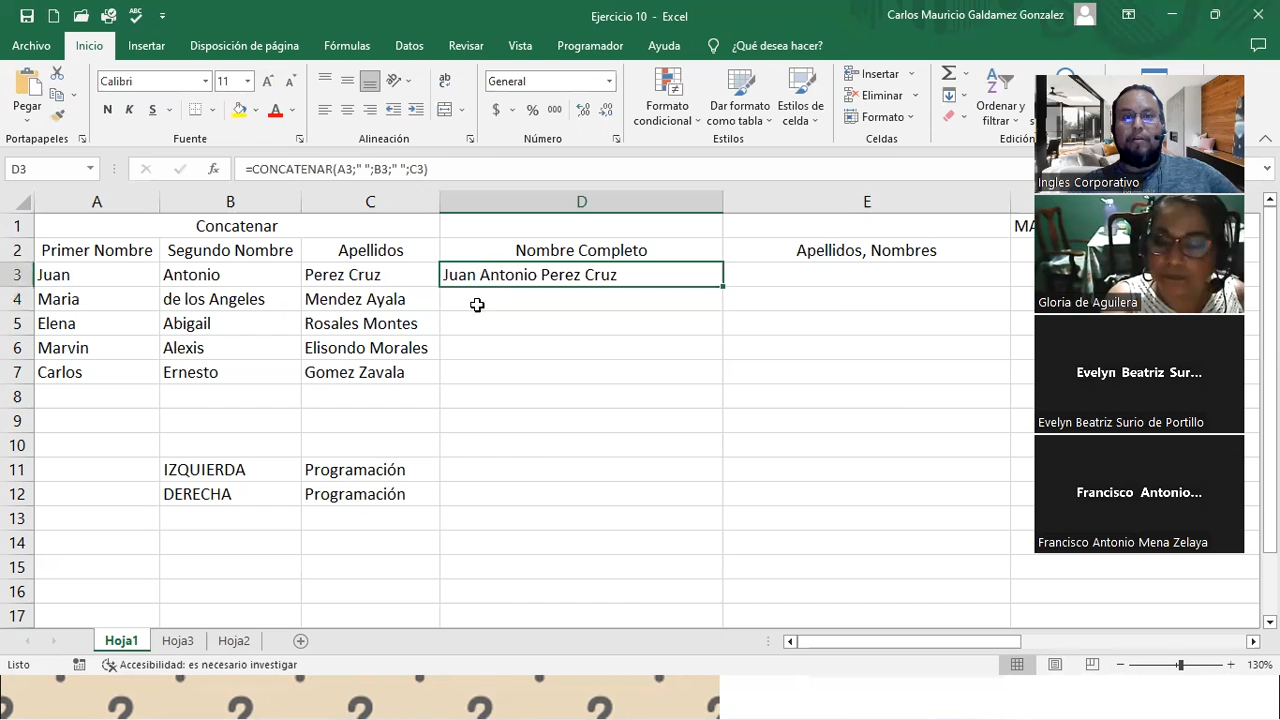 Ejercicio 10 - Excel
Carlos Mauricio Galdamez Gonzalez
Archivo Inicio Insertar Disposición de página Fórmulas Datos Revisar Vista Programador Ayuda ¿Qué desea hacer?
Pegar
Calibri 11
General
N K S
$ % 000
Formato condicional
Dar formato como tabla
Estilos de celda
Insertar
Eliminar
Formato
Ordenar y filtrar
Portapapeles Fuente Alineación Número Estilos Celdas Edición
D3 fx =CONCATENAR(A3;" ";B3;" ";C3)
A B C D E
1 Concatenar MA
2 Primer Nombre Segundo Nombre Apellidos Nombre Completo Apellidos, Nombres
3 Juan Antonio Perez Cruz Juan Antonio Perez Cruz
4 Maria de los Angeles Mendez Ayala
5 Elena Abigail Rosales Montes
6 Marvin Alexis Elisondo Morales
7 Carlos Ernesto Gomez Zavala
8
9
10
11 IZQUIERDA Programación
12 DERECHA Programación
13
14
15
16
17
Ingles Corporativo
Gloria de Aguilera
Evelyn Beatriz Sur...
Evelyn Beatriz Surio de Portillo
Francisco Antonio...
Francisco Antonio Mena Zelaya
Hoja1 Hoja3 Hoja2
Listo Accesibilidad: es necesario investigar 130%
? ? ? ? ? ?